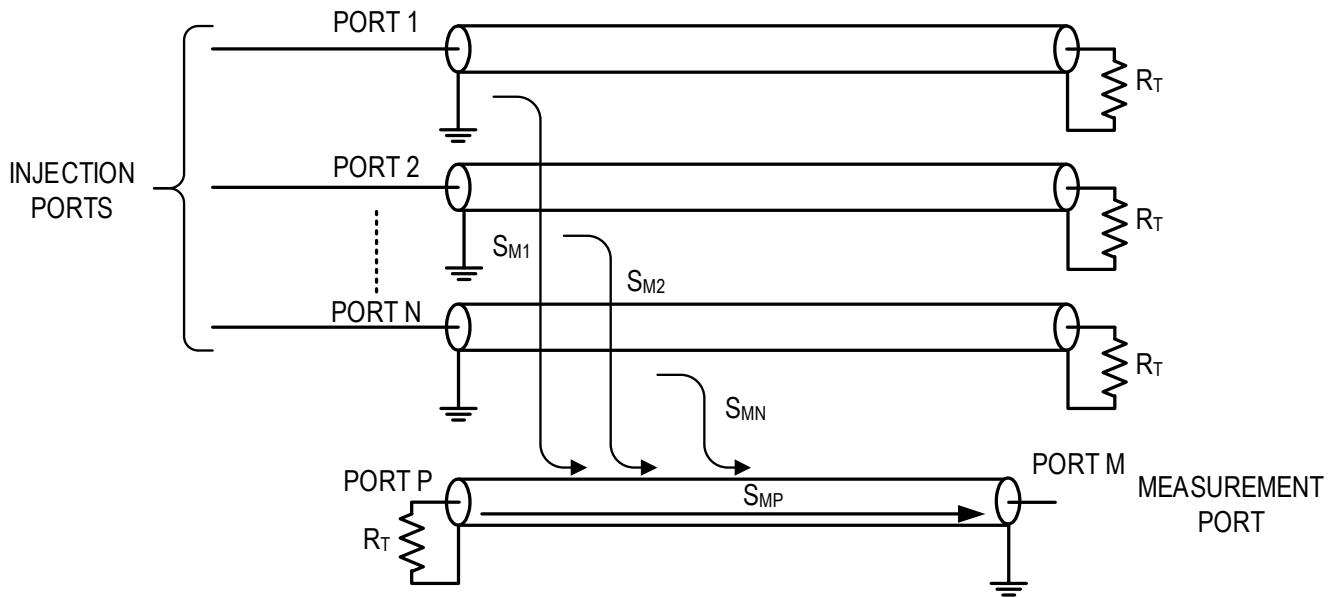 PORT 1
RT
INJECTION
PORTS
PORT 2
RT
SM1
SM2
PORT N
RT
SMN
PORT P
PORT M
MEASUREMENT
PORT
SMP
RT